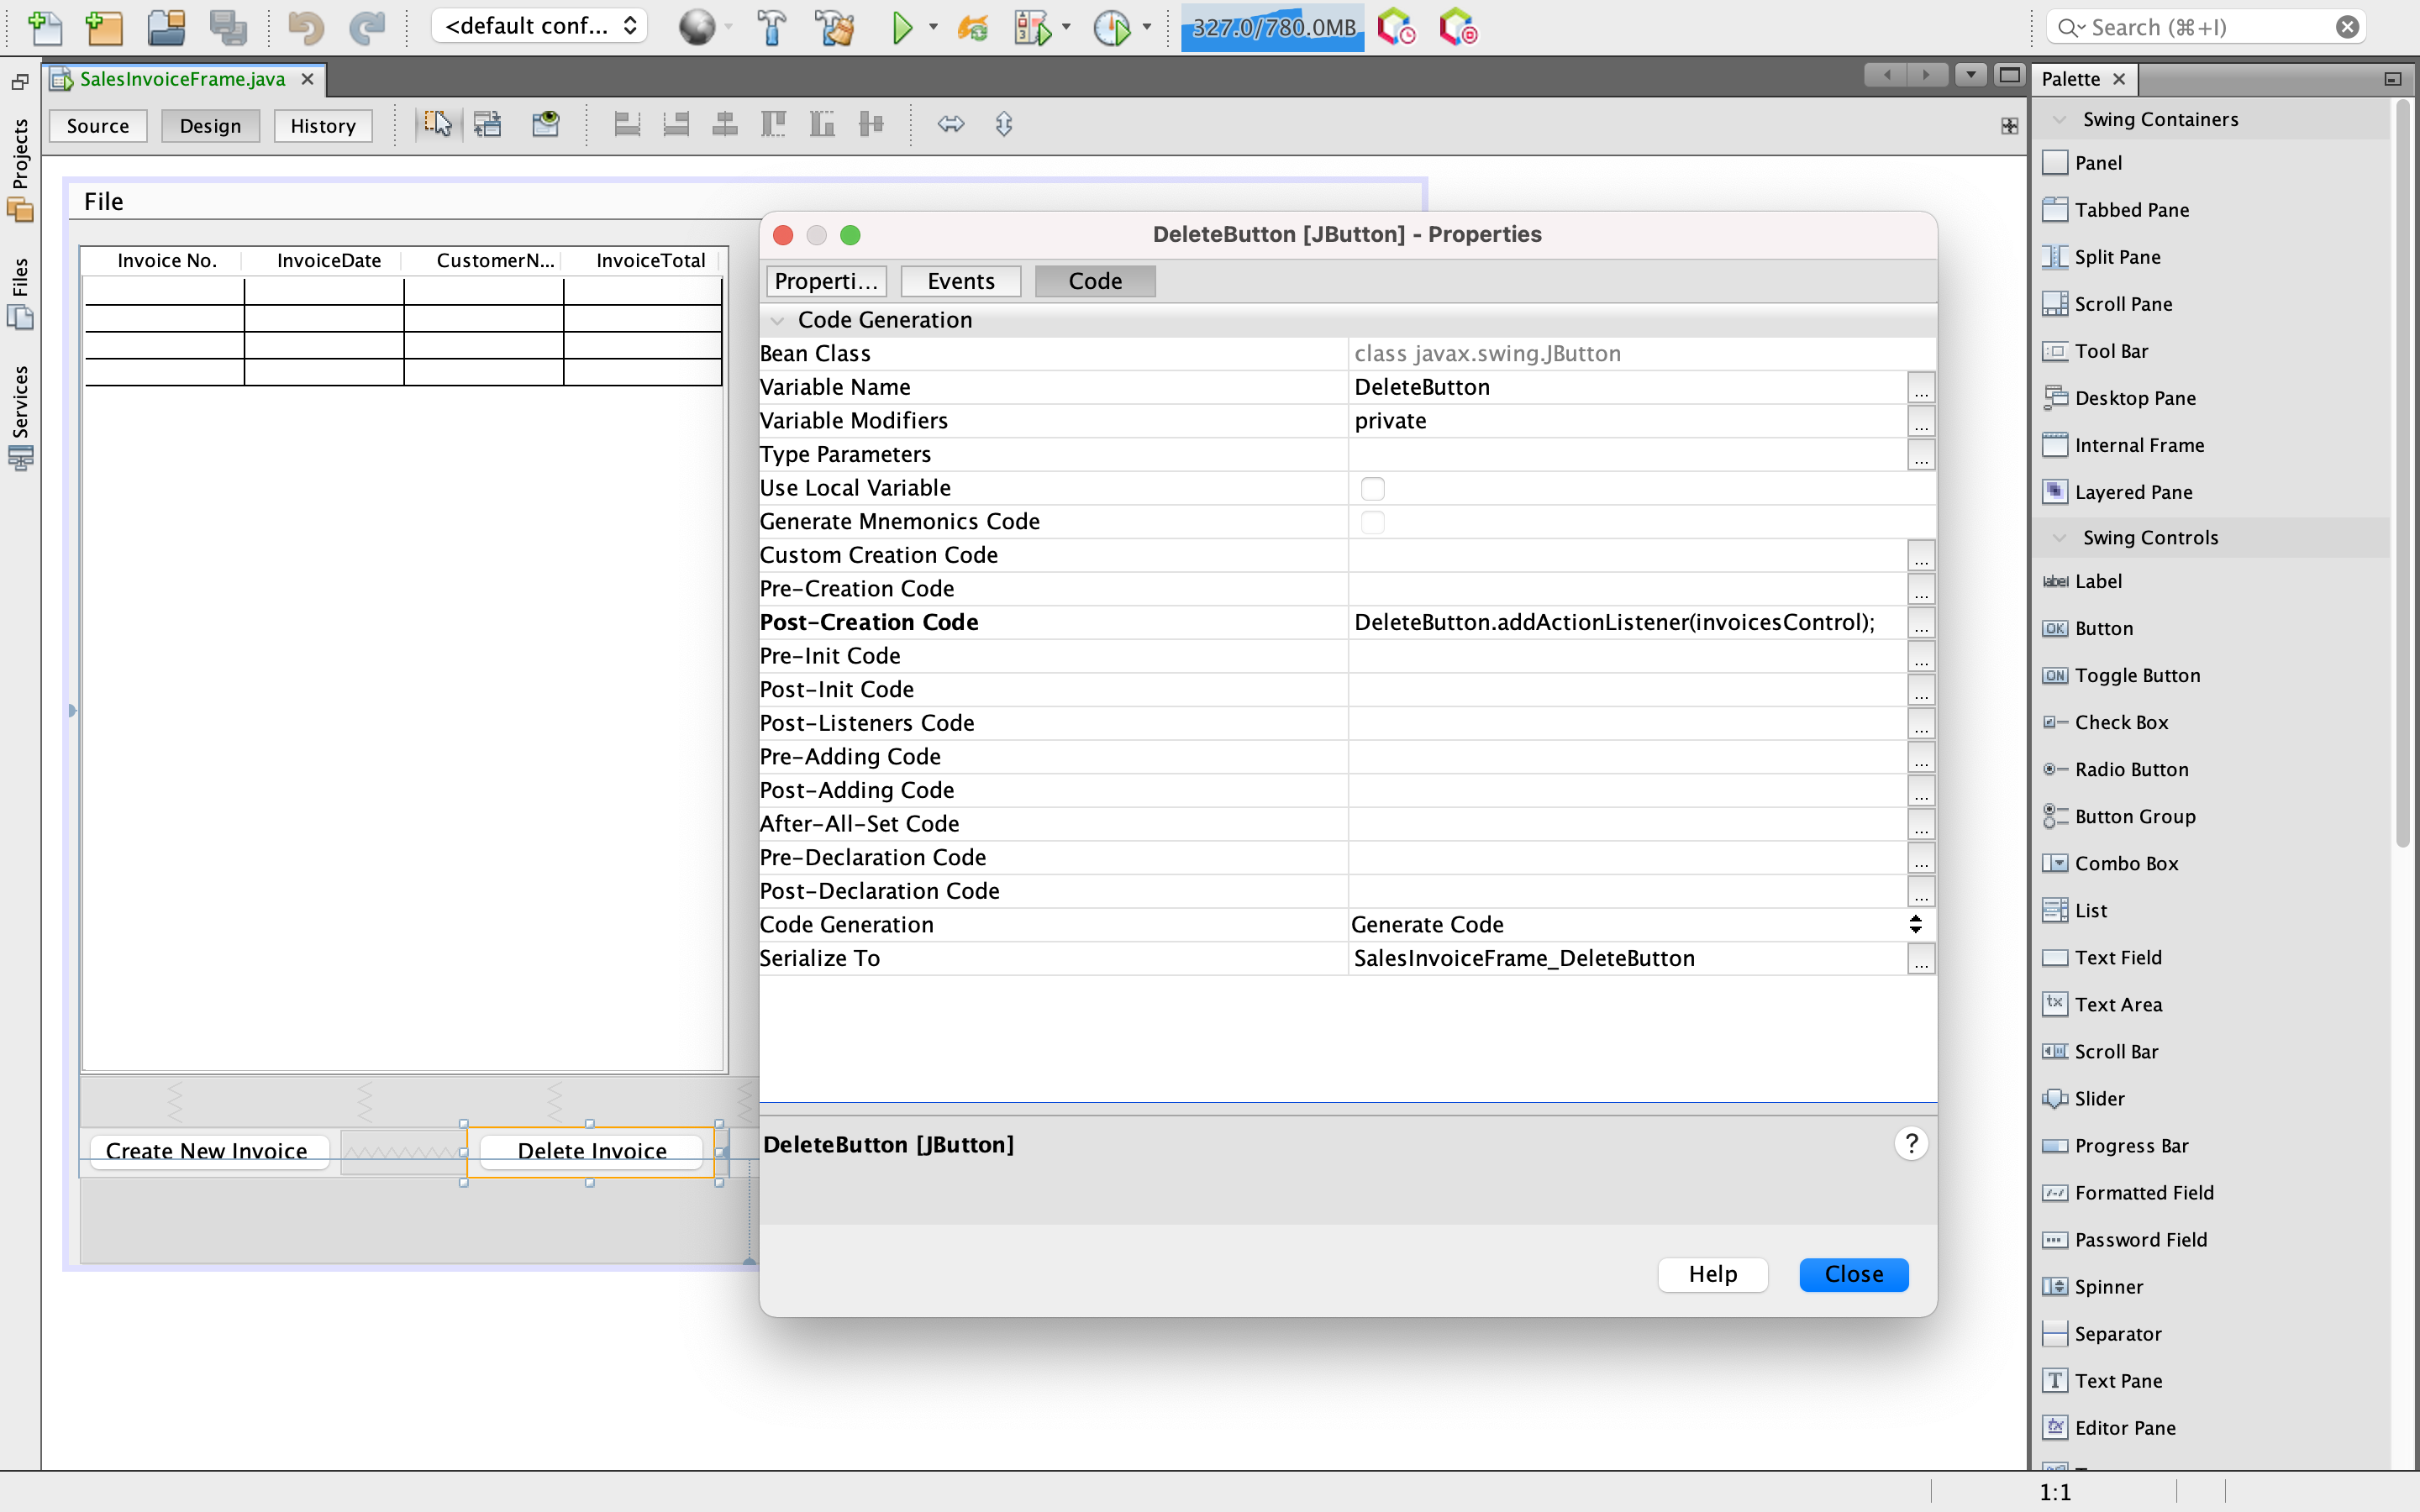 <default conf...
327.0/780.0MB
Search (⌘+I)
SalesInvoiceFrame.java
Palette
Source
Design
History
Projects
Files
Services
File
Invoice No.
InvoiceDate
CustomerN...
InvoiceTotal
Create New Invoice
Delete Invoice
DeleteButton [JButton] - Properties
Properti...
Events
Code
Code Generation
Bean Class
class javax.swing.JButton
Variable Name
DeleteButton
...
Variable Modifiers
private
...
Type Parameters
...
Use Local Variable
Generate Mnemonics Code
Custom Creation Code
...
Pre-Creation Code
...
Post-Creation Code
DeleteButton.addActionListener(invoicesControl);
...
Pre-Init Code
...
Post-Init Code
...
Post-Listeners Code
...
Pre-Adding Code
...
Post-Adding Code
...
After-All-Set Code
...
Pre-Declaration Code
...
Post-Declaration Code
...
Code Generation
Generate Code
Serialize To
SalesInvoiceFrame_DeleteButton
...
DeleteButton [JButton]
?
Help
Close
Swing Containers
Panel
Tabbed Pane
Split Pane
Scroll Pane
Tool Bar
Desktop Pane
Internal Frame
Layered Pane
Swing Controls
label Label
OK Button
ON Toggle Button
Check Box
Radio Button
Button Group
Combo Box
List
Text Field
tx Text Area
Scroll Bar
Slider
Progress Bar
Formatted Field
Password Field
Spinner
Separator
T Text Pane
tx Editor Pane
1:1